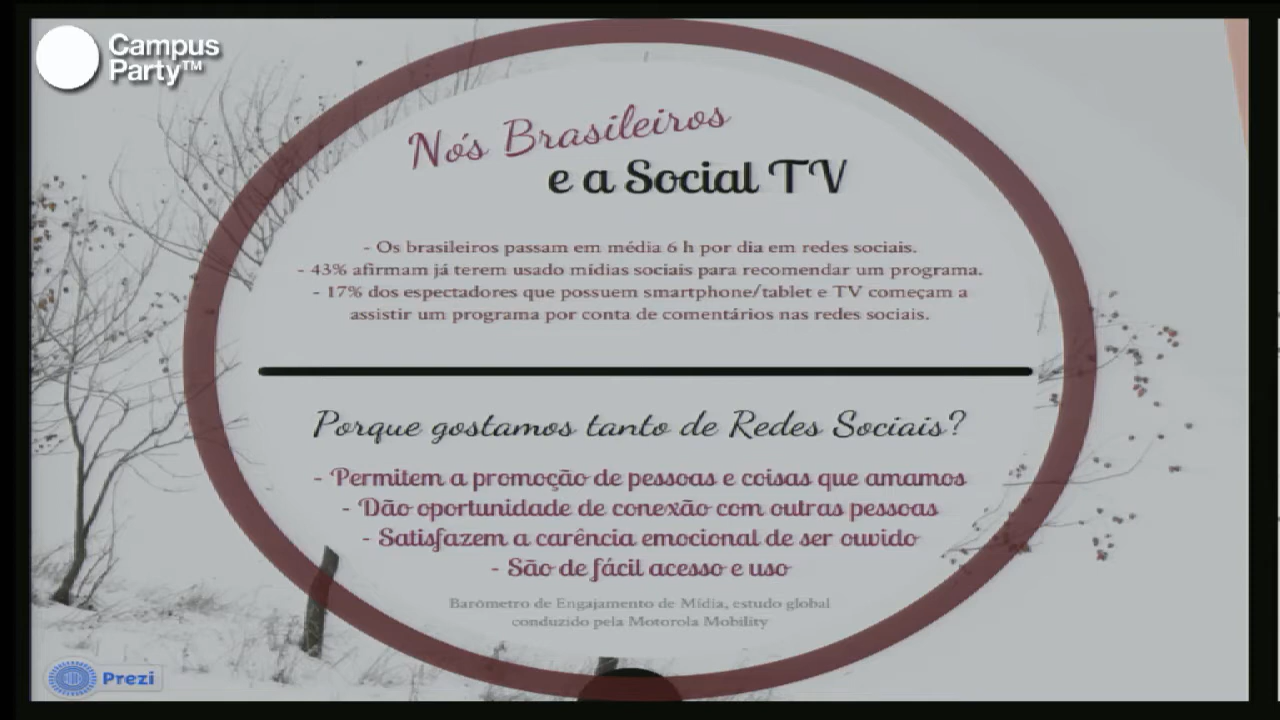 Campus
Party™
Nós Brasileiros
e a Social TV
- Os brasileiros passam em média 6 h por dia em redes sociais.
- 43% afirmam já terem usado mídias sociais para recomendar um programa.
- 17% dos espectadores que possuem smartphone/tablet e TV começam a
assistir um programa por conta de comentários nas redes sociais.
Porque gostamos tanto de Redes Sociais?
- Permitem a promoção de pessoas e coisas que amamos
- Dão oportunidade de conexão com outras pessoas
- Satisfazem a carência emocional de ser ouvido
- São de fácil acesso e uso
Barômetro de Engajamento de Mídia, estudo global
conduzido pela Motorola Mobility
Prezi